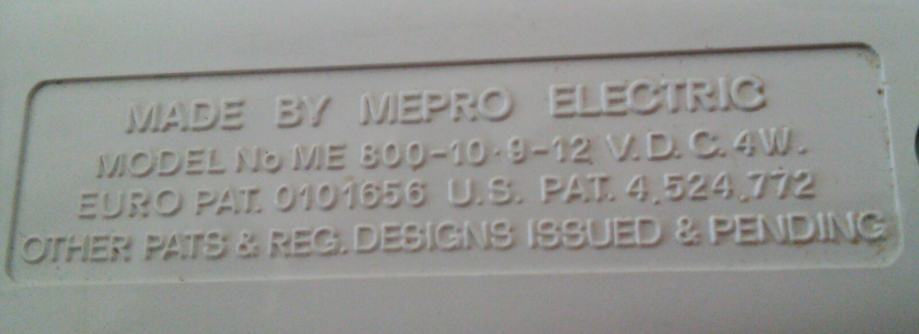 MADE BY MEPRO ELECTRIC
MODEL No ME 800-10·9-12 V.D.C. 4W.
EURO PAT. 0101656 U.S. PAT. 4.524.772
OTHER PATS & REG. DESIGNS ISSUED & PENDING